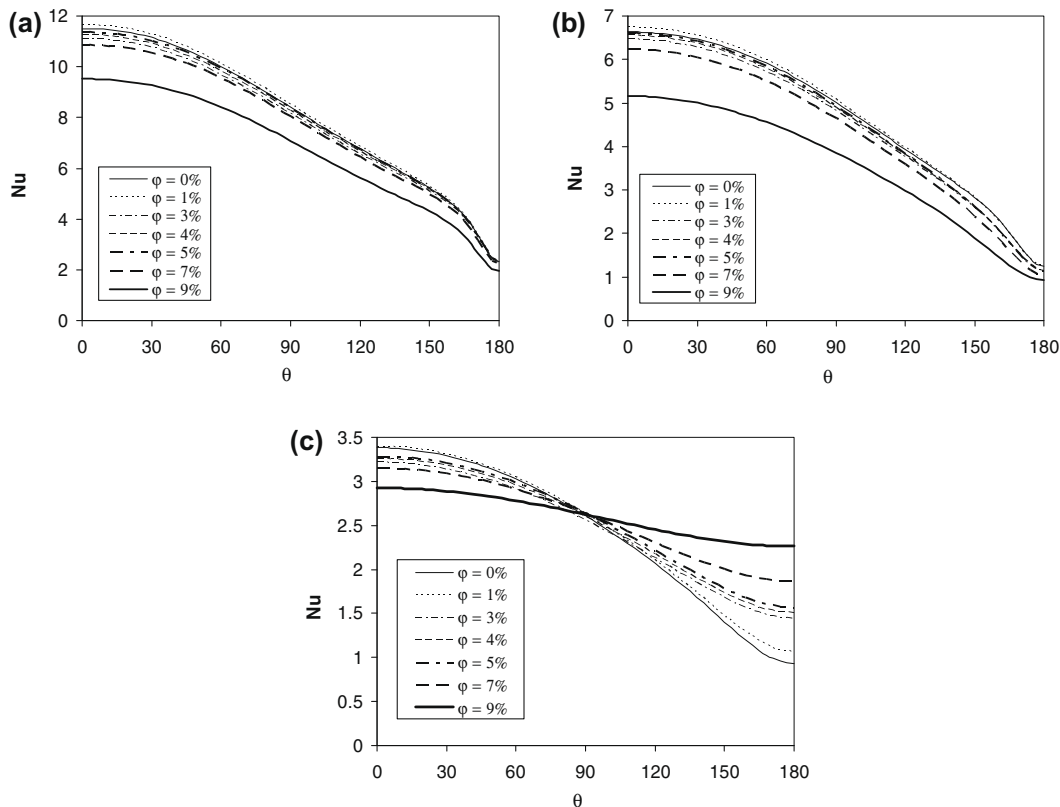 (a)
12
10
8
6
4
2
0
Nu
φ = 0%
φ = 1%
φ = 3%
φ = 4%
φ = 5%
φ = 7%
φ = 9%
0 30 60 90 120 150 180
θ
(b)
7
6
5
4
3
2
1
0
Nu
φ = 0%
φ = 1%
φ = 3%
φ = 4%
φ = 5%
φ = 7%
φ = 9%
0 30 60 90 120 150 180
θ
(c)
3.5
3
2.5
2
1.5
1
0.5
0
Nu
φ = 0%
φ = 1%
φ = 3%
φ = 4%
φ = 5%
φ = 7%
φ = 9%
0 30 60 90 120 150 180
θ